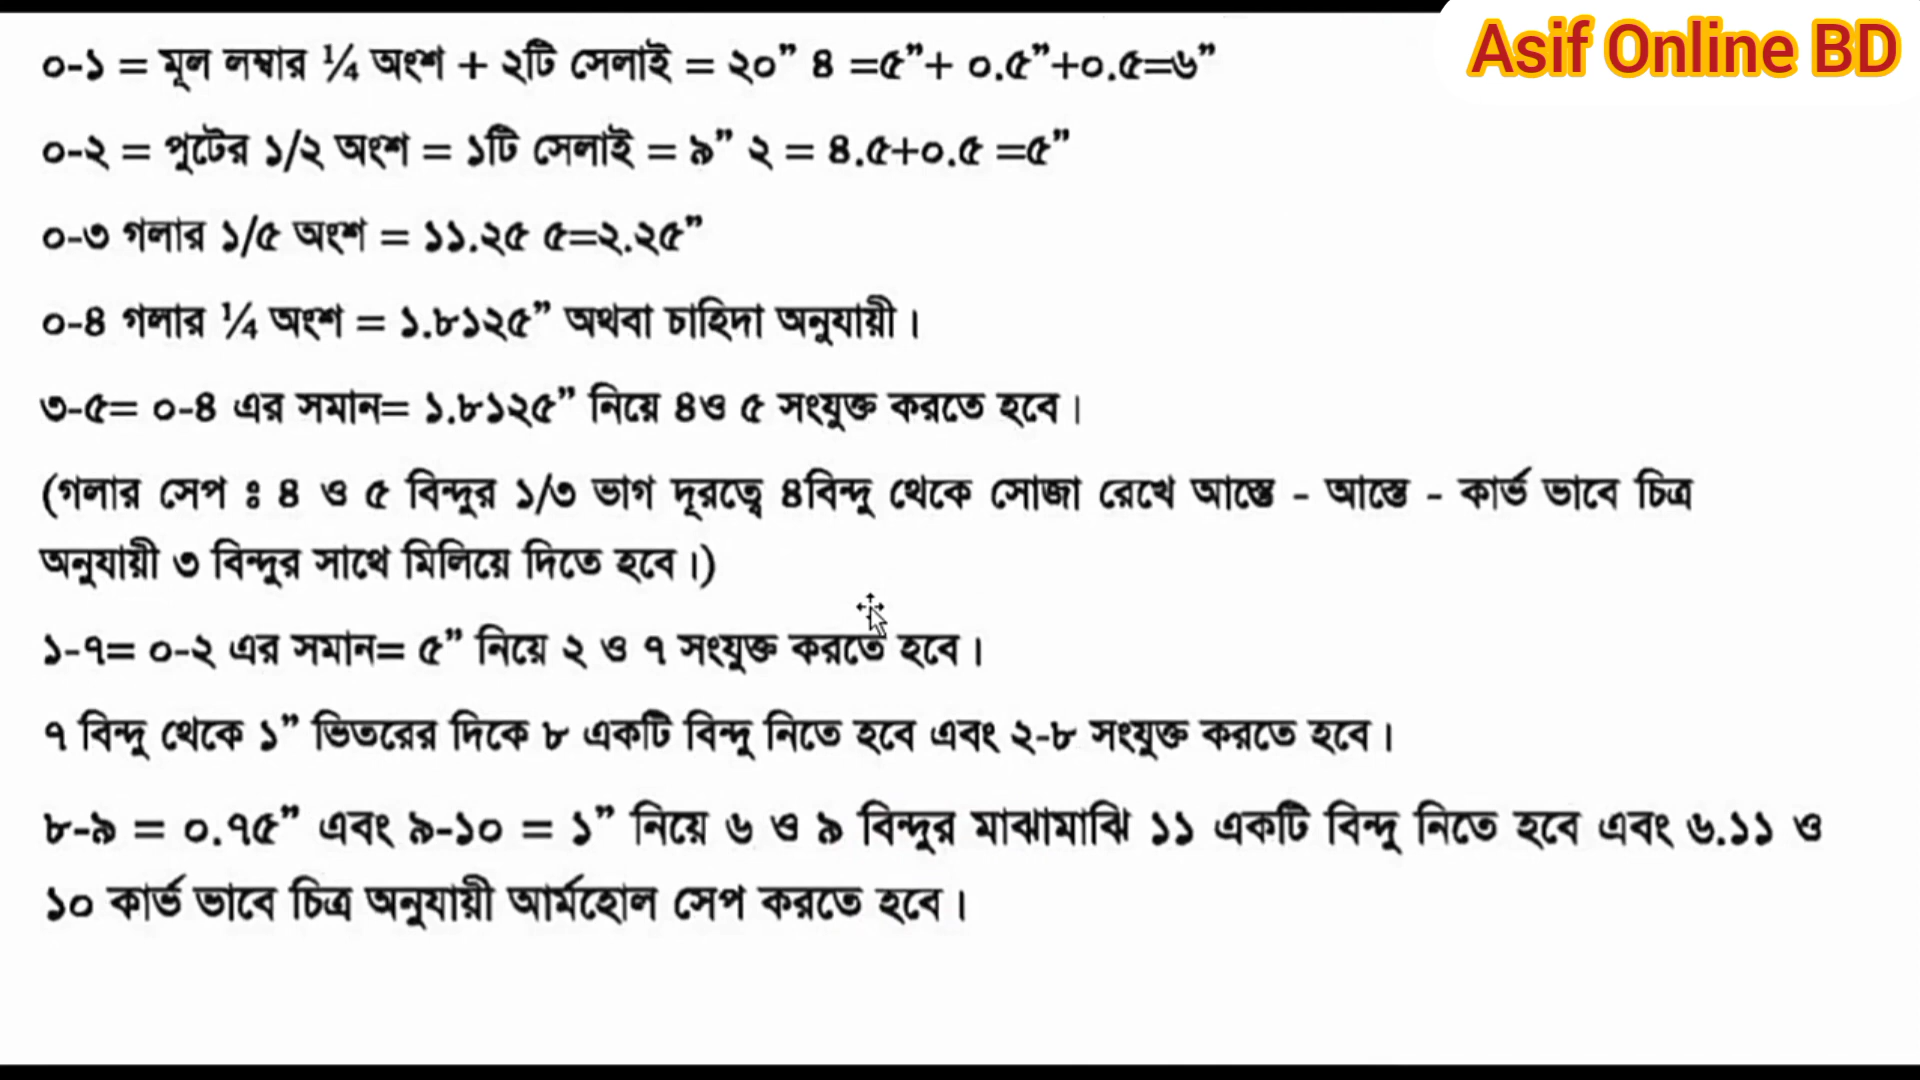 Asif Online BD
০-১ = মূল লম্বার ¼ অংশ + ২টি সেলাই = ২০” ৪ =৫”+ ০.৫”+০.৫=৬”
০-২ = পুটের ১/২ অংশ = ১টি সেলাই = ৯” ২ = ৪.৫+০.৫ =৫”
০-৩ গলার ১/৫ অংশ = ১১.২৫ ৫=২.২৫”
০-৪ গলার ¼ অংশ = ১.৮১২৫” অথবা চাহিদা অনুযায়ী।
৩-৫= ০-৪ এর সমান= ১.৮১২৫” নিয়ে ৪ও ৫ সংযুক্ত করতে হবে।
(গলার সেপ ঃ ৪ ও ৫ বিন্দুর ১/৩ ভাগ দূরত্বে ৪বিন্দু থেকে সোজা রেখে আস্তে - আস্তে - কার্ভ ভাবে চিত্র
অনুযায়ী ৩ বিন্দুর সাথে মিলিয়ে দিতে হবে।)
১-৭= ০-২ এর সমান= ৫” নিয়ে ২ ও ৭ সংযুক্ত করতে হবে।
৭ বিন্দু থেকে ১” ভিতরের দিকে ৮ একটি বিন্দু নিতে হবে এবং ২-৮ সংযুক্ত করতে হবে।
৮-৯ = ০.৭৫” এবং ৯-১০ = ১” নিয়ে ৬ ও ৯ বিন্দুর মাঝামাঝি ১১ একটি বিন্দু নিতে হবে এবং ৬.১১ ও
১০ কার্ভ ভাবে চিত্র অনুযায়ী আর্মহোল সেপ করতে হবে।